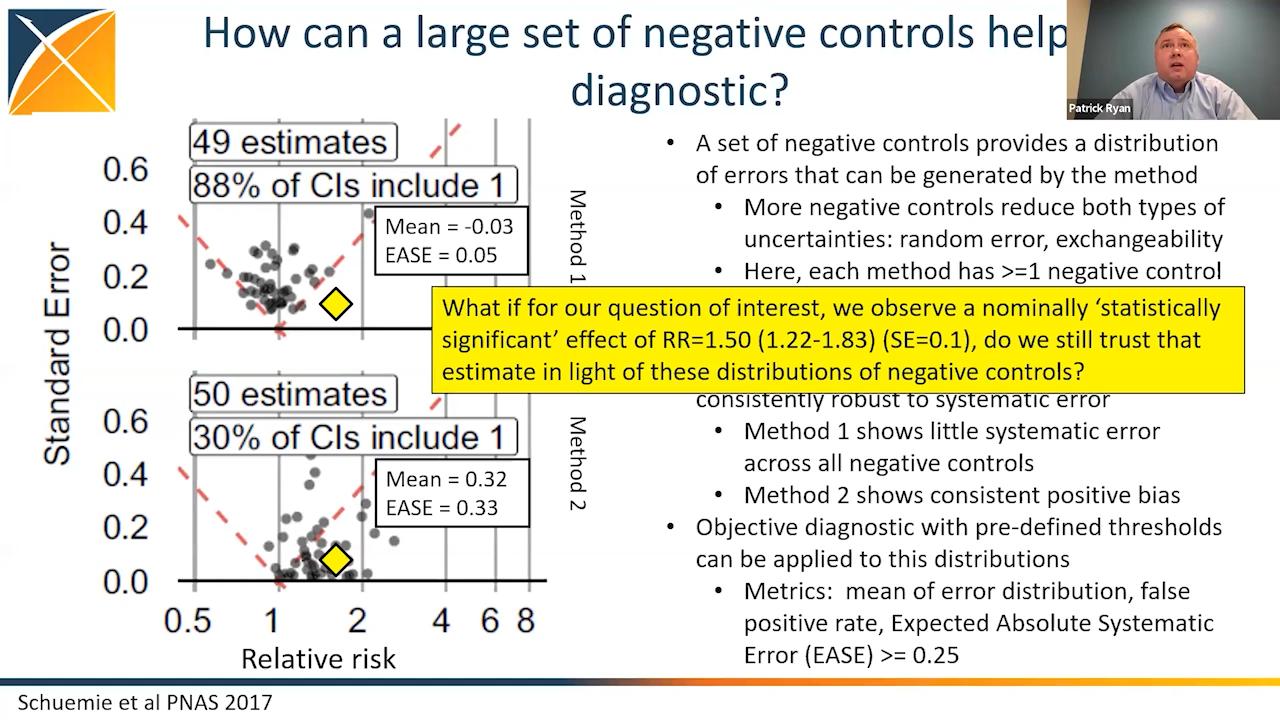 How can a large set of negative controls help
diagnostic?
Patrick Ryan
49 estimates
88% of CIs include 1
Mean = -0.03
EASE = 0.05
Method 1
0.6
0.4
0.2
0.0
Standard Error
50 estimates
30% of CIs include 1
Mean = 0.32
EASE = 0.33
Method 2
0.6
0.4
0.2
0.0
0.5 1 2 4 6 8
Relative risk
• A set of negative controls provides a distribution
of errors that can be generated by the method
• More negative controls reduce both types of
uncertainties: random error, exchangeability
• Here, each method has >=1 negative control
What if for our question of interest, we observe a nominally ‘statistically
significant’ effect of RR=1.50 (1.22-1.83) (SE=0.1), do we still trust that
estimate in light of these distributions of negative controls?
consistently robust to systematic error
• Method 1 shows little systematic error
across all negative controls
• Method 2 shows consistent positive bias
• Objective diagnostic with pre-defined thresholds
can be applied to this distributions
• Metrics: mean of error distribution, false
positive rate, Expected Absolute Systematic
Error (EASE) >= 0.25
Schuemie et al PNAS 2017